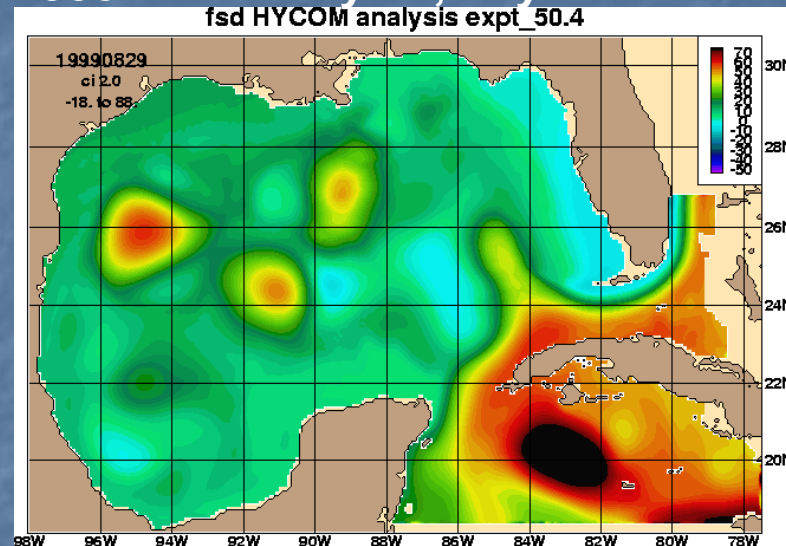 fsd HYCOM analysis expt_50.4
19990829
ci 2.0
-18. to 88.
70
60
50
40
30
20
10
0
-10
-20
-30
-40
-50
30N
28N
26N
24N
22N
20N
98W 96W 94W 92W 90W 88W 86W 84W 82W 80W 78W